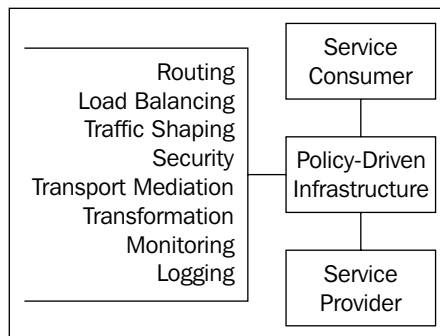 Routing
Load Balancing
Traffic Shaping
Security
Transport Mediation
Transformation
Monitoring
Logging
Service
Consumer
Policy-Driven
Infrastructure
Service
Provider